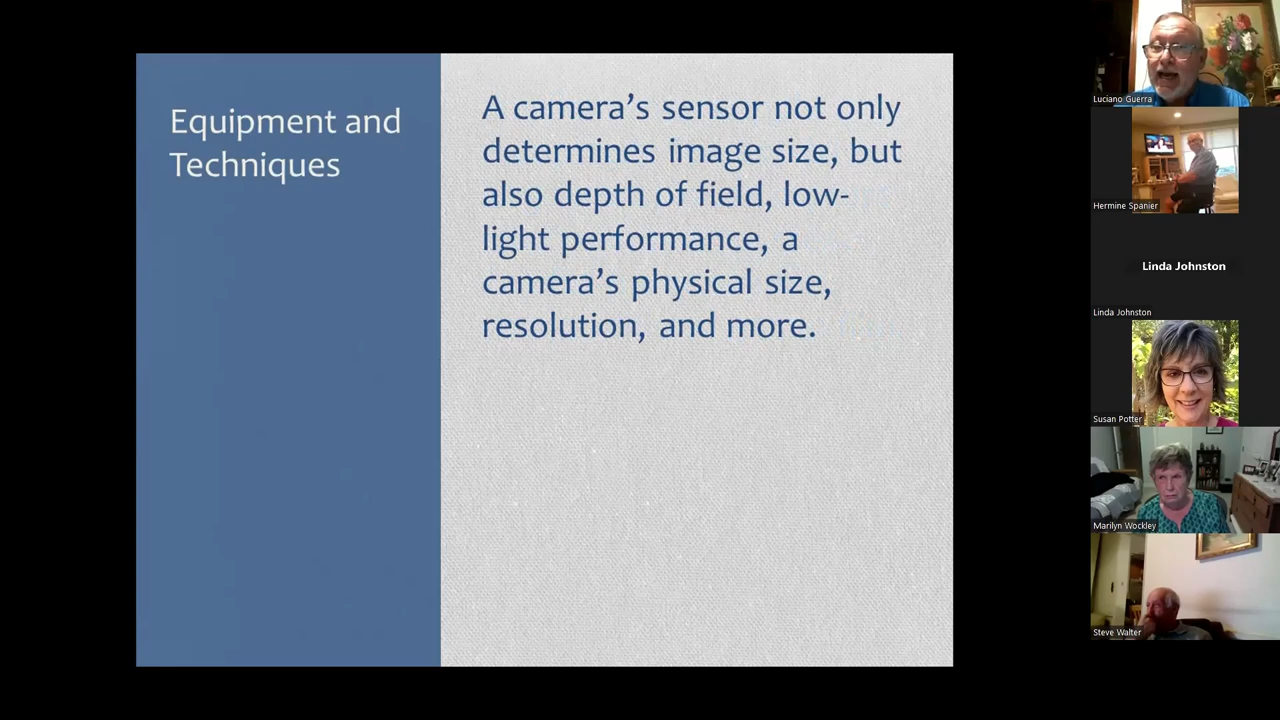 Equipment and
Techniques
A camera’s sensor not only
determines image size, but
also depth of field, low-
light performance, a
camera’s physical size,
resolution, and more.
Luciano Guerra
Hermine Spanier
Linda Johnston
Linda Johnston
Susan Potter
Marilyn Wockley
Steve Walter